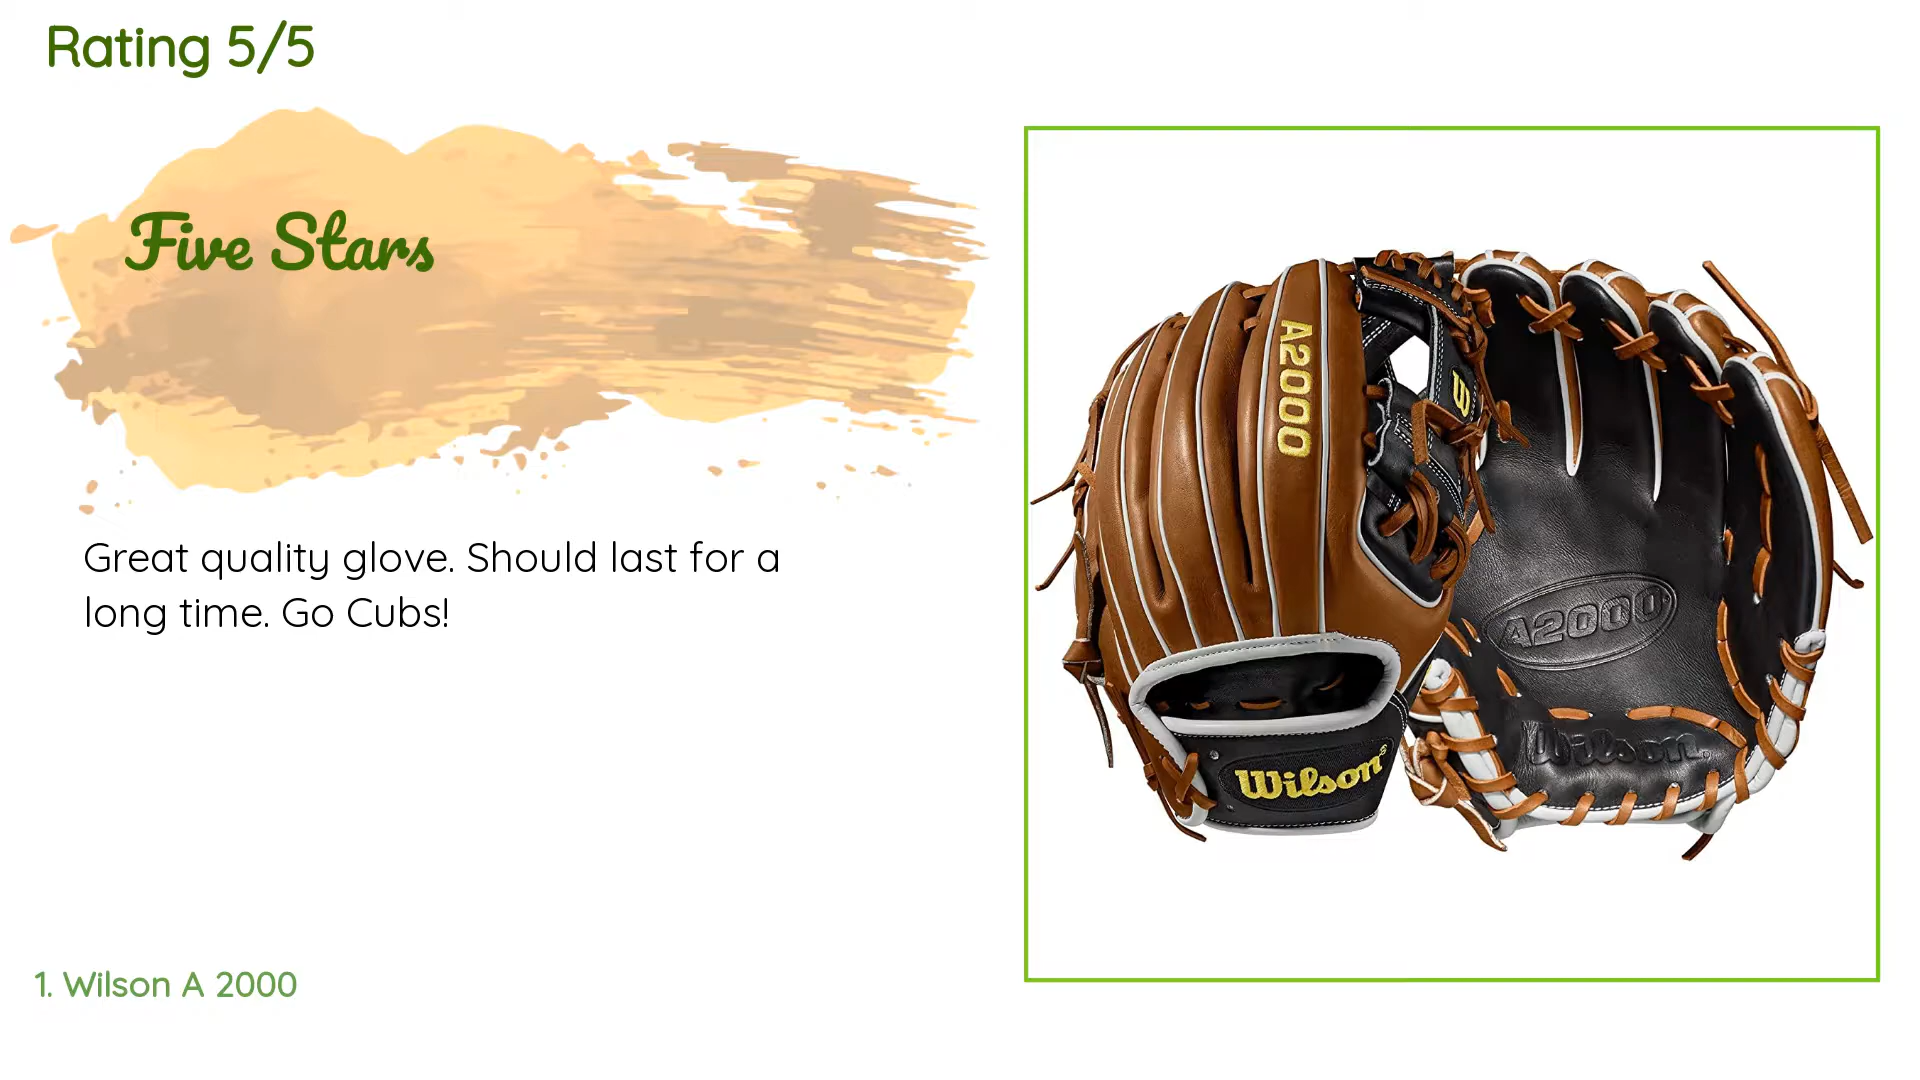 Rating 5/5
Five Stars
Great quality glove. Should last for a
long time. Go Cubs!
1. Wilson A 2000
A2000
A2000
Wilson
Wilson